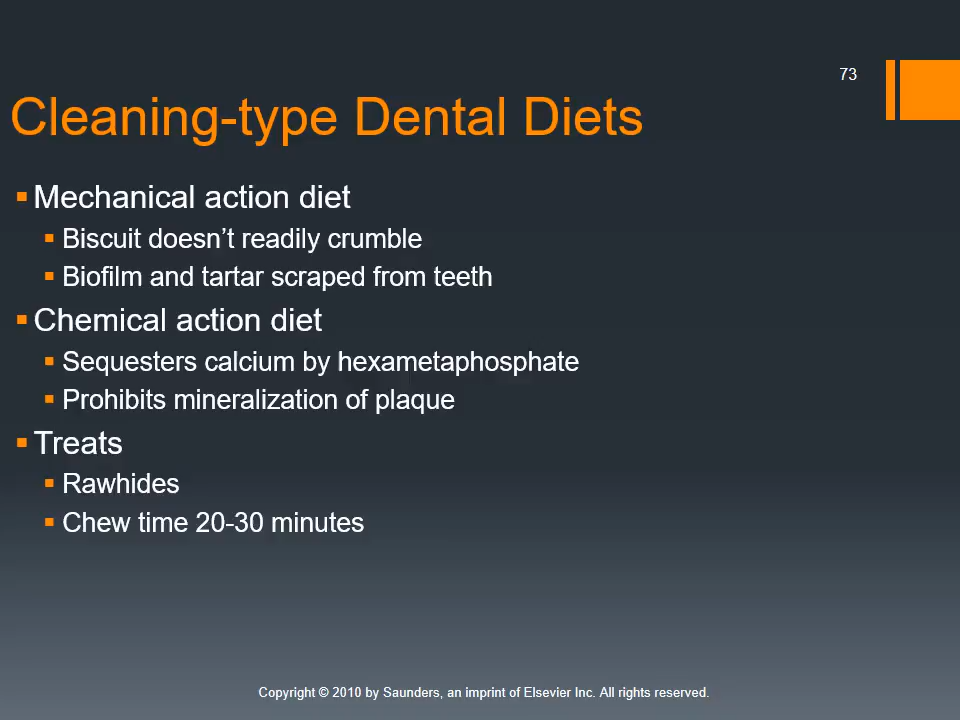 73
Cleaning-type Dental Diets
Mechanical action diet
Biscuit doesn’t readily crumble
Biofilm and tartar scraped from teeth
Chemical action diet
Sequesters calcium by hexametaphosphate
Prohibits mineralization of plaque
Treats
Rawhides
Chew time 20-30 minutes
Copyright © 2010 by Saunders, an imprint of Elsevier Inc. All rights reserved.